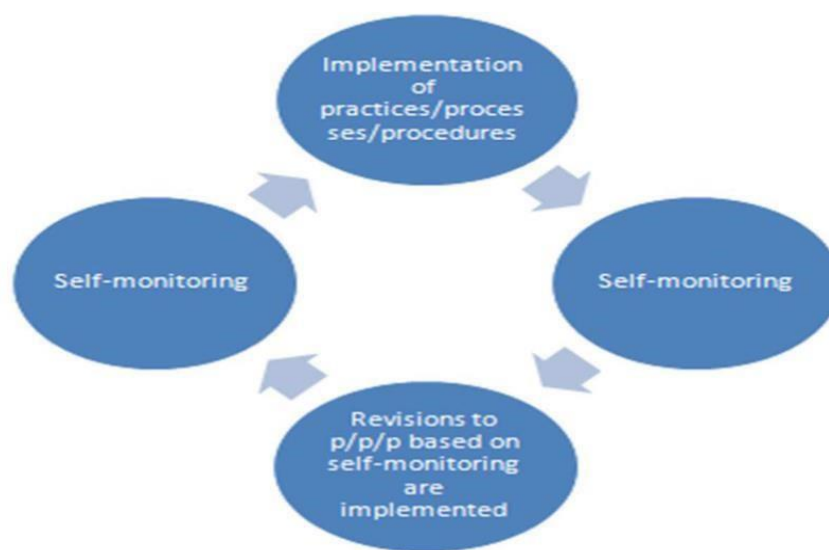 Implementation
of
practices/proces
ses/procedures
Self-monitoring
Self-monitoring
Revisions to
p/p/p based on
self-monitoring
are
implemented